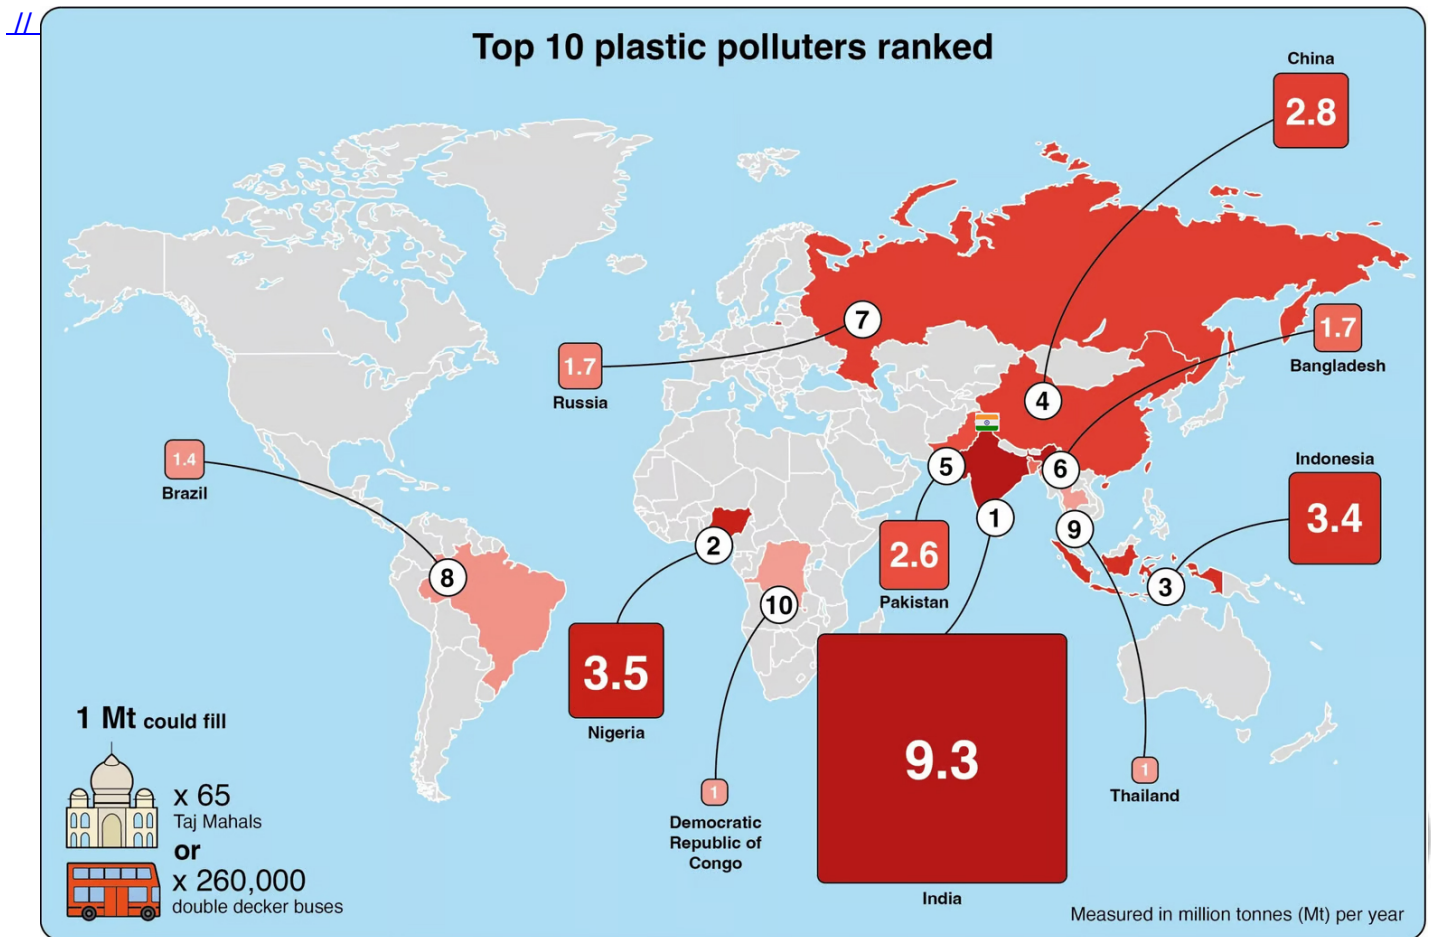 //
Top 10 plastic polluters ranked
China
2.8
7
1.7
Russia
1.7
Bangladesh
4
1.4
Brazil
5
6
Indonesia
3.4
1
9
2
2.6
Pakistan
8
3
10
3.5
Nigeria
9.3
India
1
Thailand
1
Democratic
Republic of
Congo
1 Mt could fill
x 65
Taj Mahals
or
x 260,000
double decker buses
Measured in million tonnes (Mt) per year